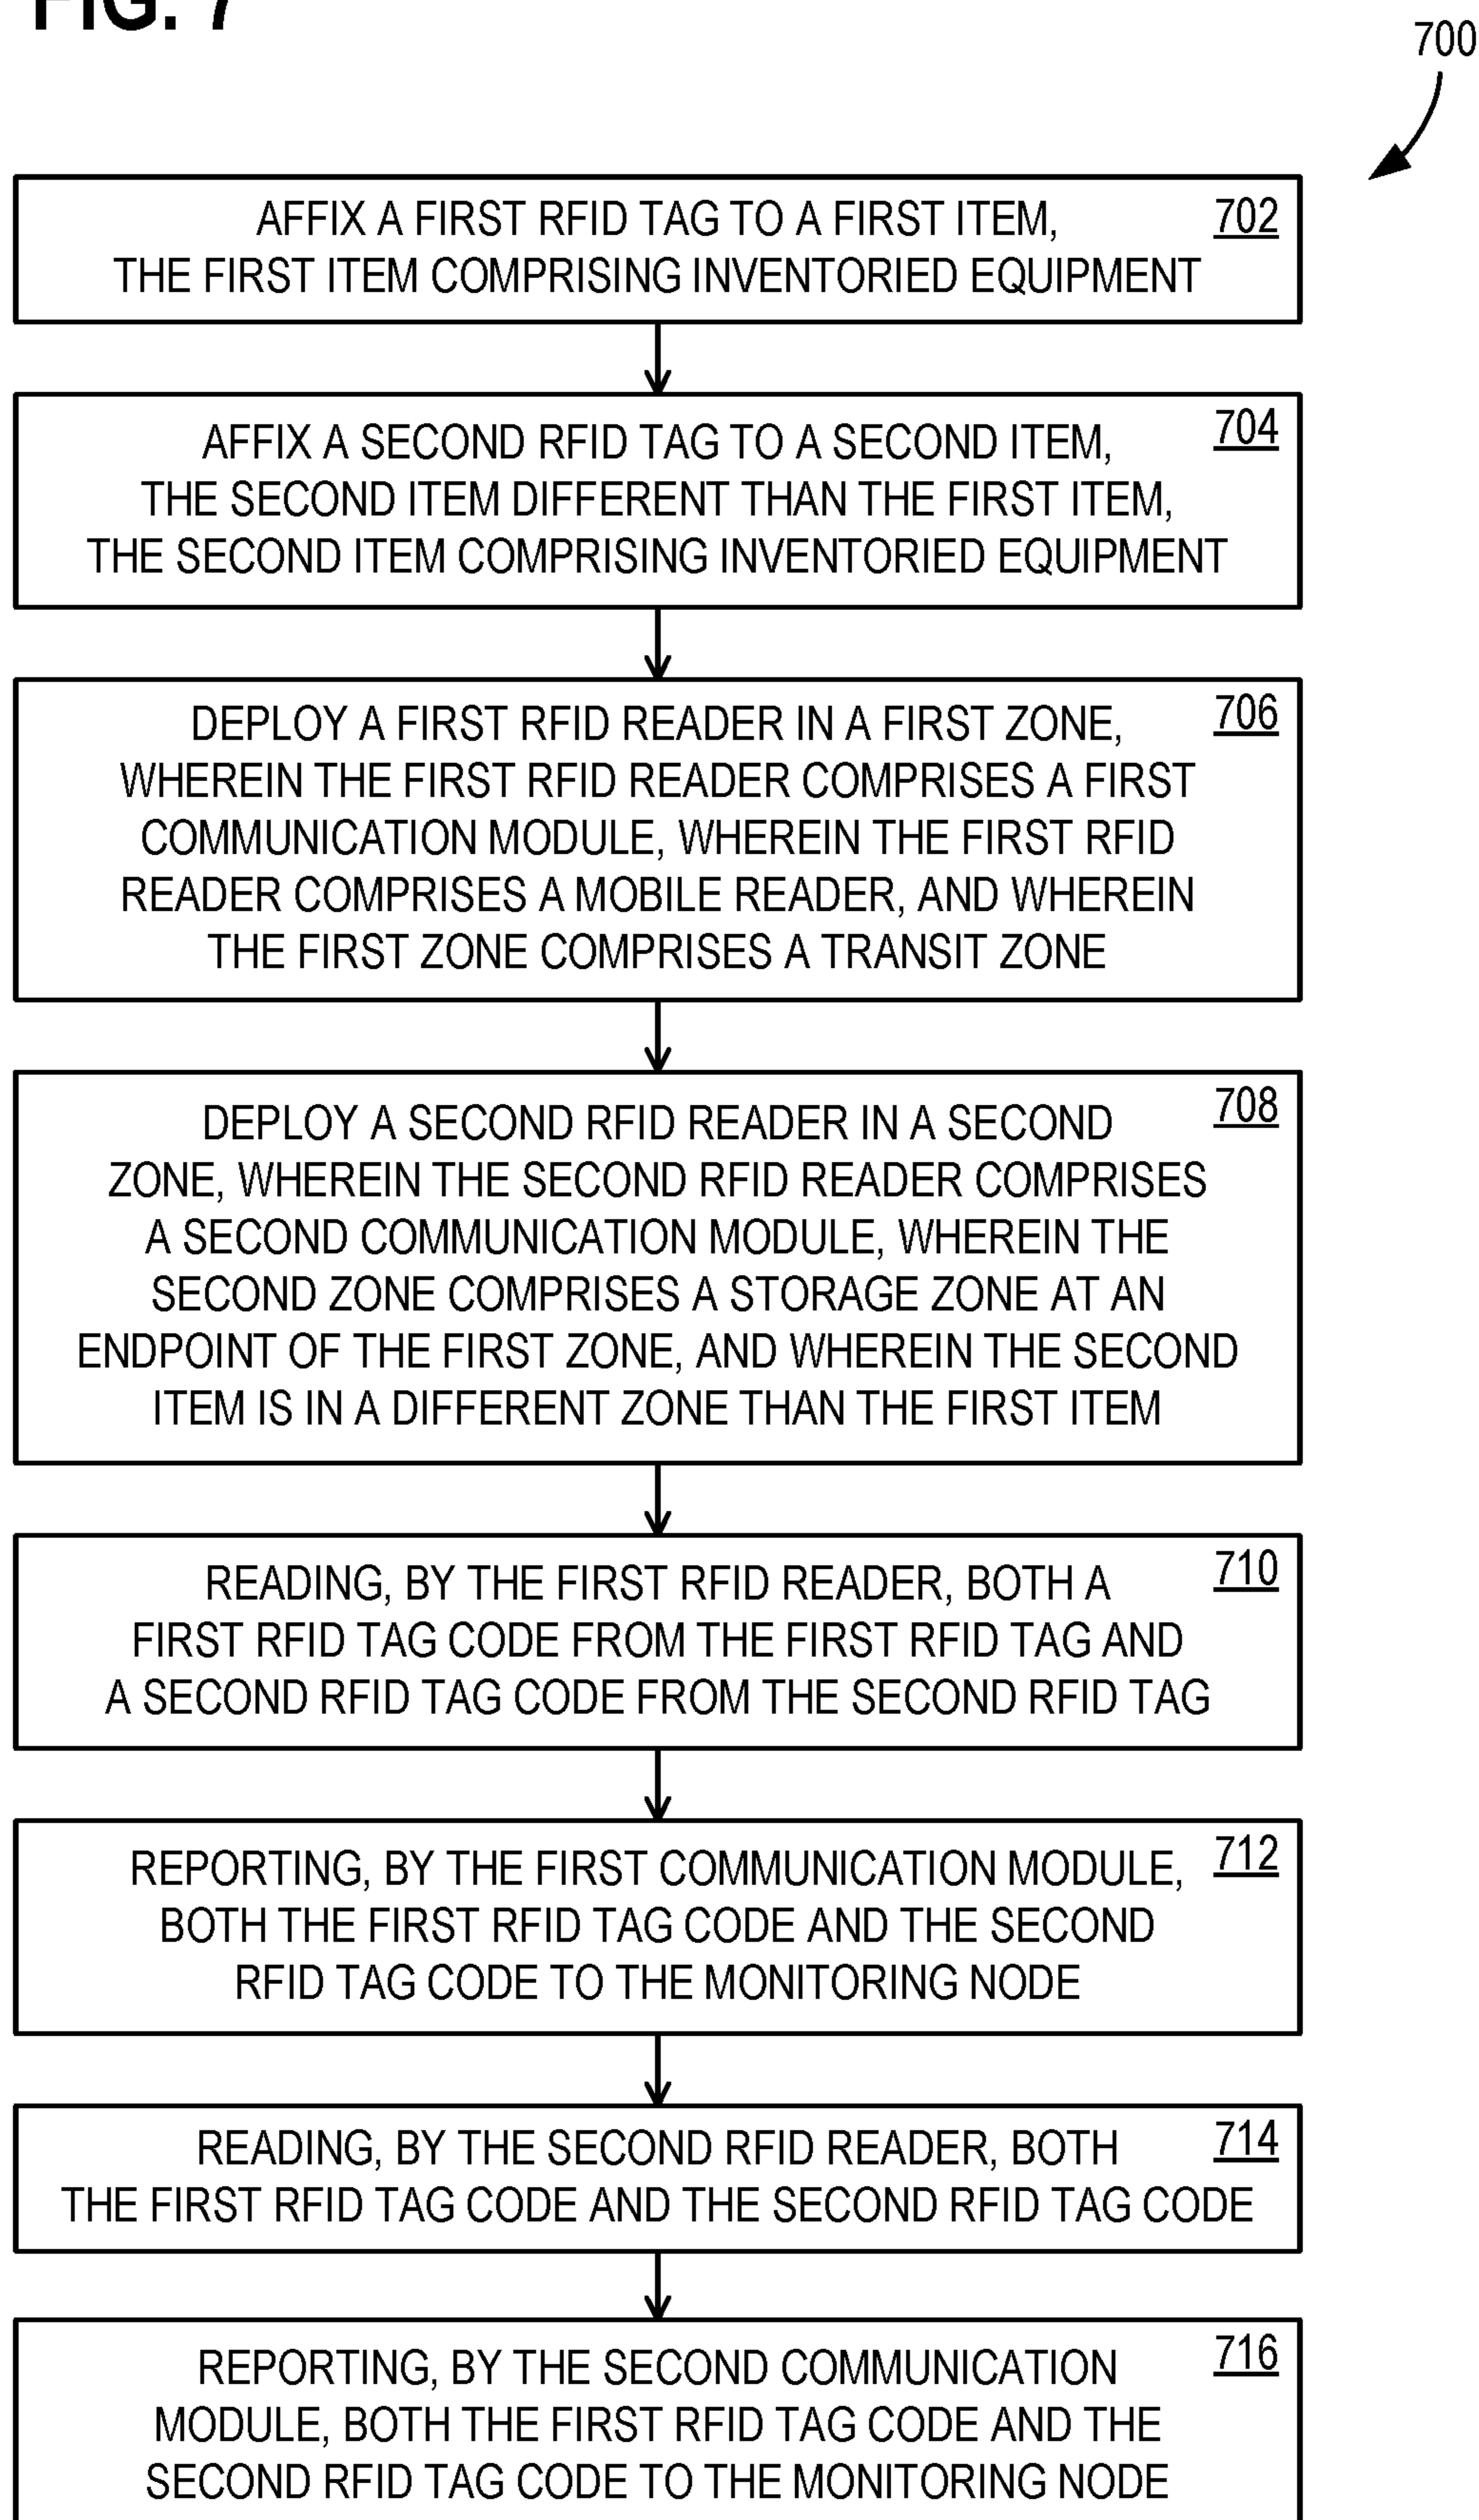 FIG. 7
700
702
AFFIX A FIRST RFID TAG TO A FIRST ITEM,
THE FIRST ITEM COMPRISING INVENTORIED EQUIPMENT
704
AFFIX A SECOND RFID TAG TO A SECOND ITEM,
THE SECOND ITEM DIFFERENT THAN THE FIRST ITEM,
THE SECOND ITEM COMPRISING INVENTORIED EQUIPMENT
706
DEPLOY A FIRST RFID READER IN A FIRST ZONE,
WHEREIN THE FIRST RFID READER COMPRISES A FIRST
COMMUNICATION MODULE, WHEREIN THE FIRST RFID
READER COMPRISES A MOBILE READER, AND WHEREIN
THE FIRST ZONE COMPRISES A TRANSIT ZONE
708
DEPLOY A SECOND RFID READER IN A SECOND
ZONE, WHEREIN THE SECOND RFID READER COMPRISES
A SECOND COMMUNICATION MODULE, WHEREIN THE
SECOND ZONE COMPRISES A STORAGE ZONE AT AN
ENDPOINT OF THE FIRST ZONE, AND WHEREIN THE SECOND
ITEM IS IN A DIFFERENT ZONE THAN THE FIRST ITEM
710
READING, BY THE FIRST RFID READER, BOTH A
FIRST RFID TAG CODE FROM THE FIRST RFID TAG AND
A SECOND RFID TAG CODE FROM THE SECOND RFID TAG
712
REPORTING, BY THE FIRST COMMUNICATION MODULE,
BOTH THE FIRST RFID TAG CODE AND THE SECOND
RFID TAG CODE TO THE MONITORING NODE
714
READING, BY THE SECOND RFID READER, BOTH
THE FIRST RFID TAG CODE AND THE SECOND RFID TAG CODE
716
REPORTING, BY THE SECOND COMMUNICATION
MODULE, BOTH THE FIRST RFID TAG CODE AND THE
SECOND RFID TAG CODE TO THE MONITORING NODE